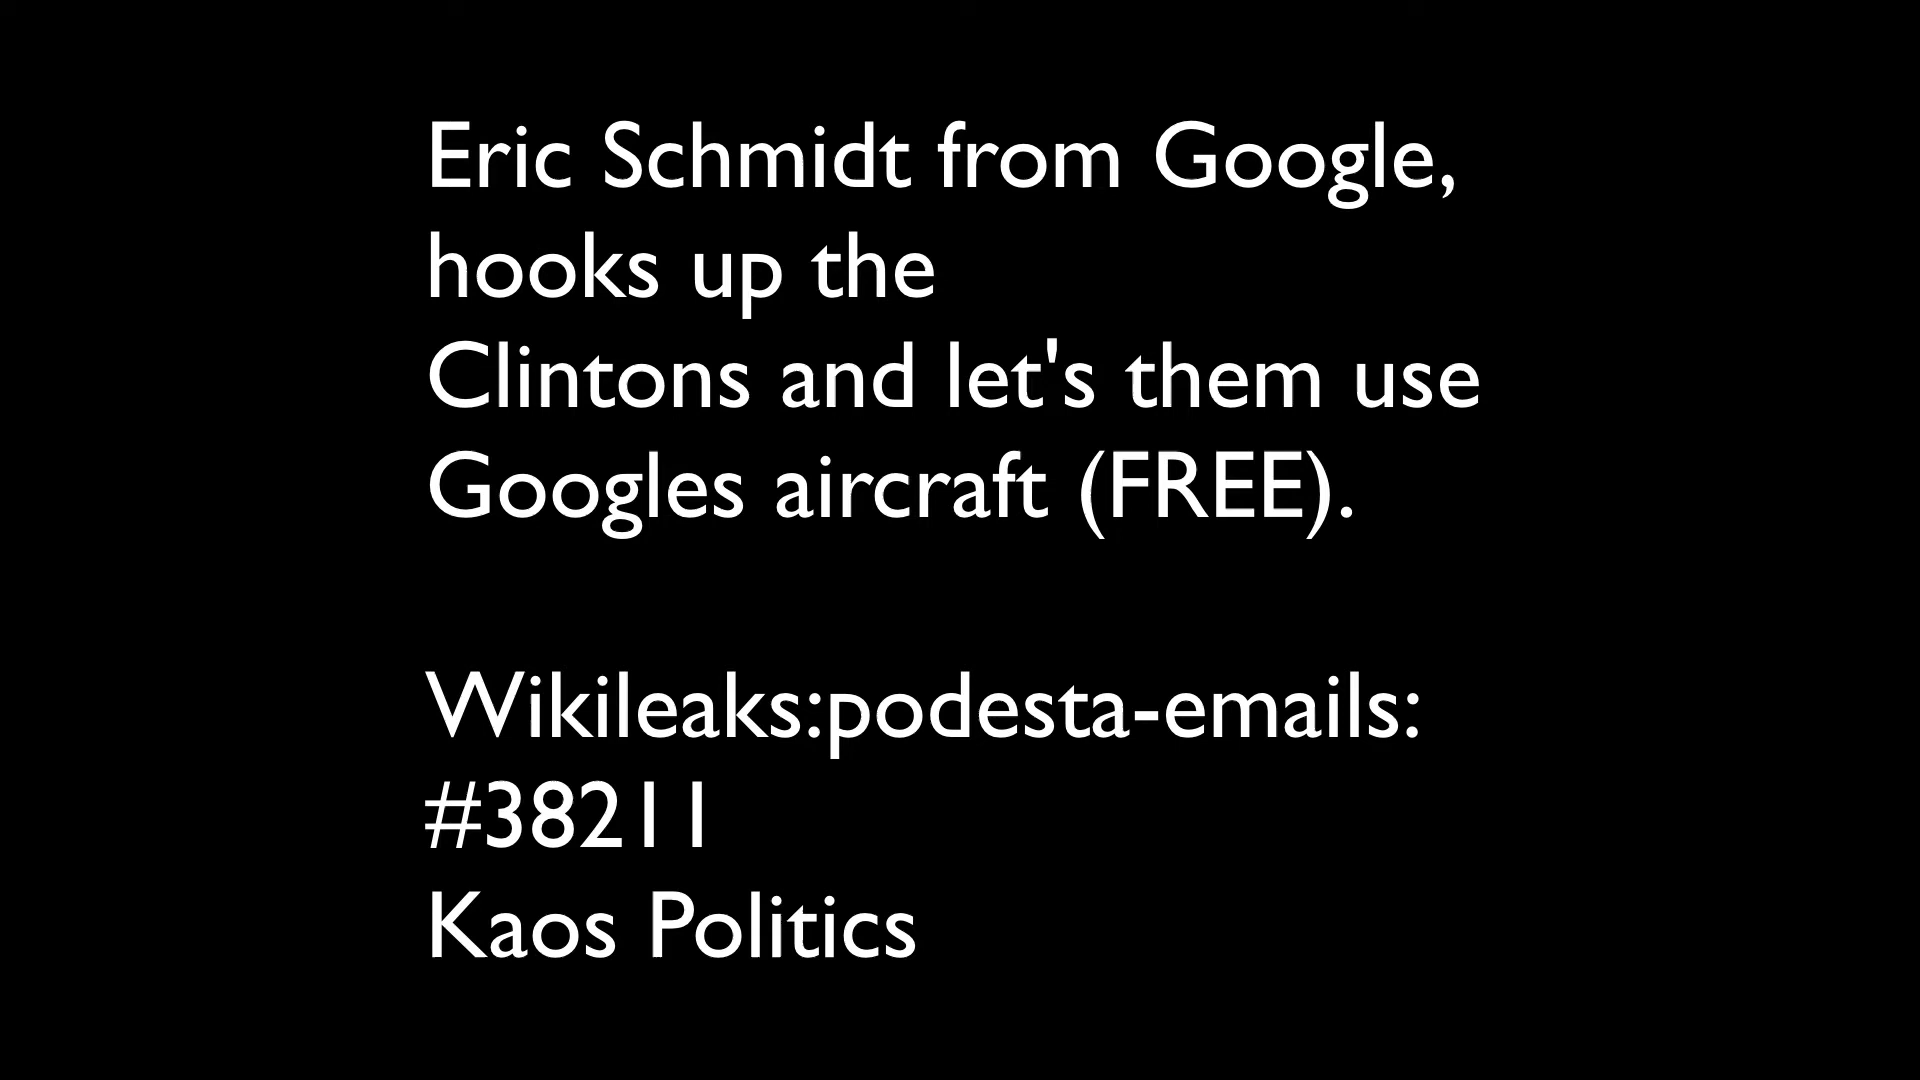 Eric Schmidt from Google,
hooks up the
Clintons and let's them use
Googles aircraft (FREE).
Wikileaks:podesta-emails:
#38211
Kaos Politics